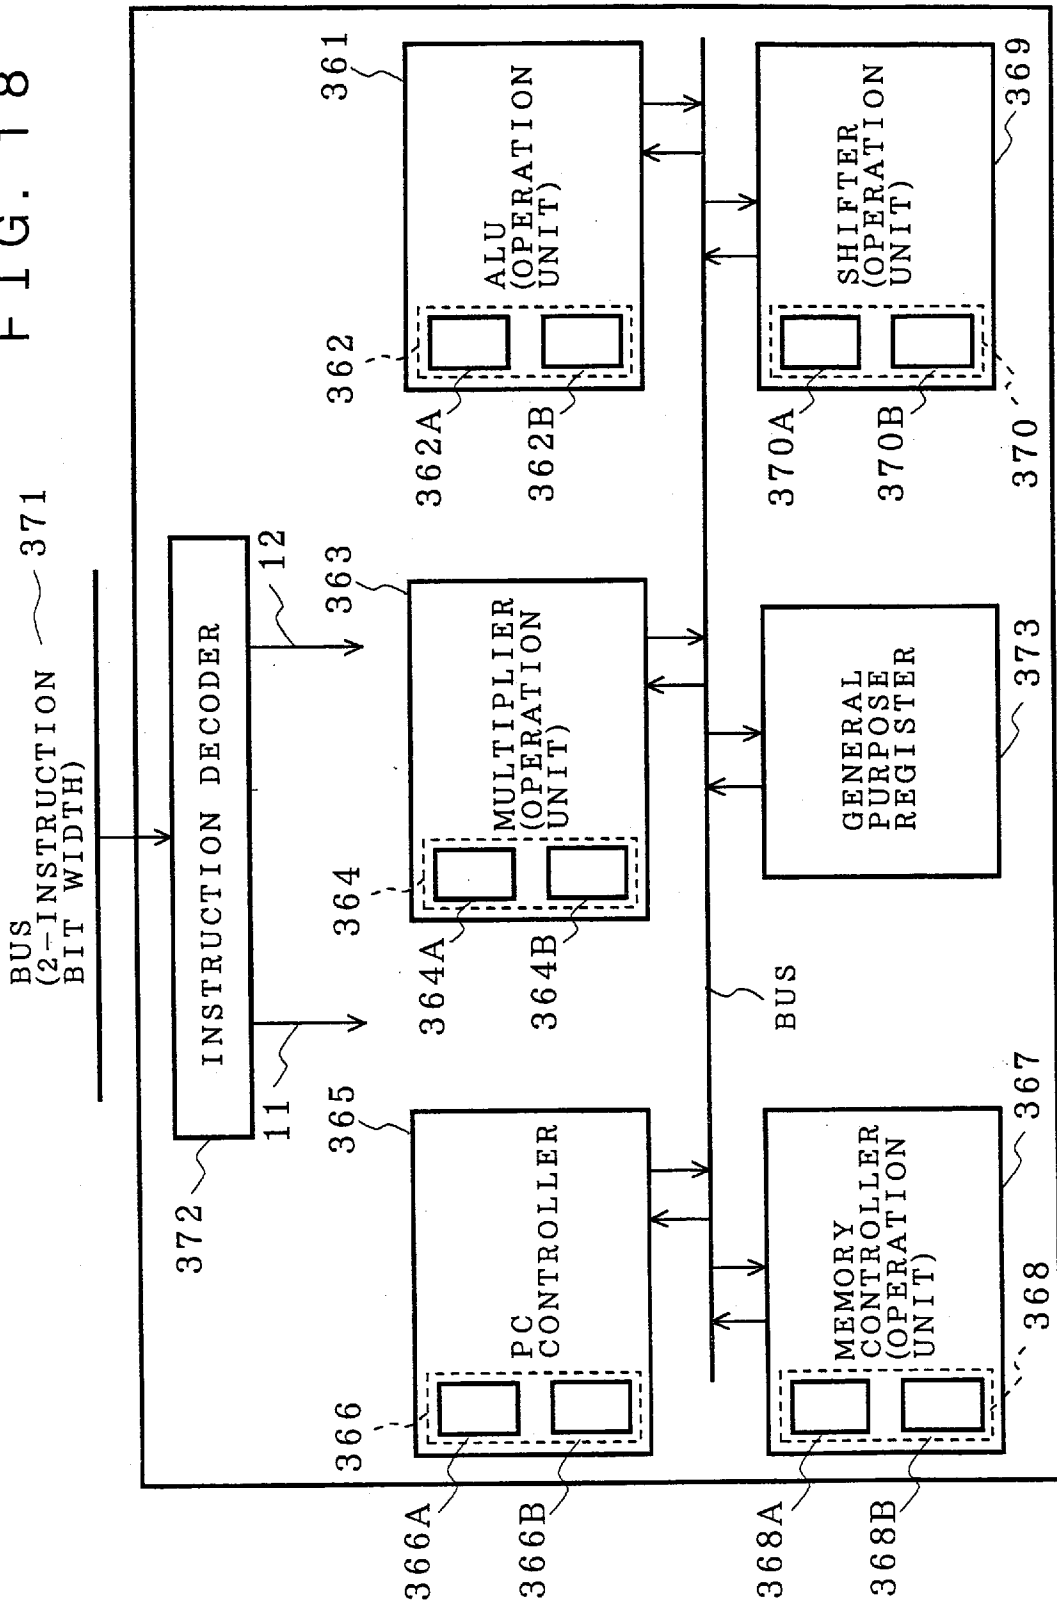 FIG. 18
BUS
(2-INSTRUCTION
BIT WIDTH)
371
INSTRUCTION DECODER
372
11
12
365
366
366A
366B
PC
CONTROLLER
363
364
364A
364B
MULTIPLIER
(OPERATION
UNIT)
361
362
362A
362B
ALU
(OPERATION
UNIT)
BUS
MEMORY
CONTROLLER
(OPERATION
UNIT)
367
368
368A
368B
GENERAL
PURPOSE
REGISTER
373
SHIFTER
(OPERATION
UNIT)
369
370
370A
370B